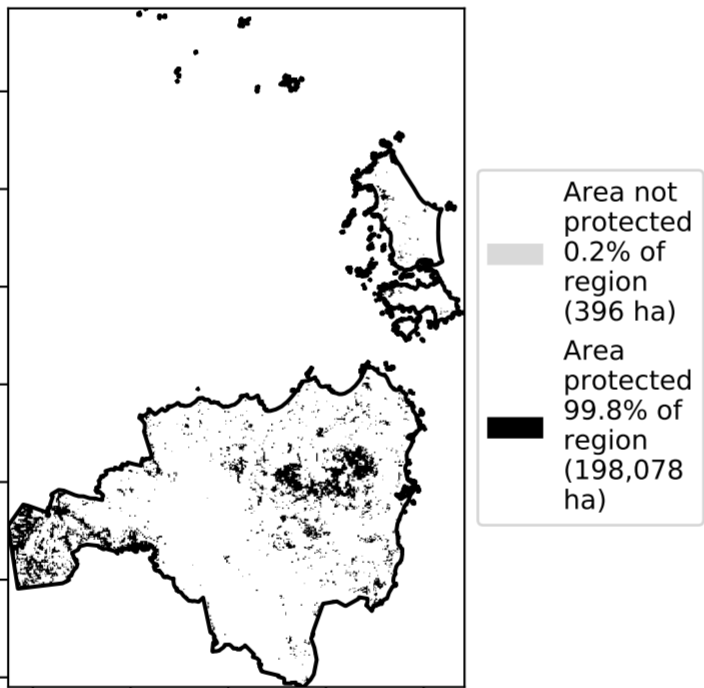 Area not
protected
0.2% of
region
(396 ha)
Area
protected
99.8% of
region
(198,078
ha)